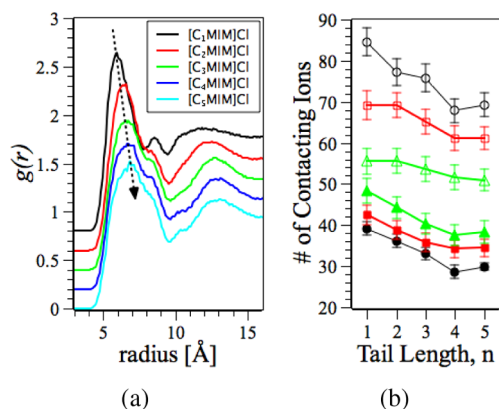 [C₁MIM]Cl
[C₂MIM]Cl
[C₃MIM]Cl
[C₄MIM]Cl
[C₅MIM]Cl
g(r)
3
2.5
2
1.5
1
0.5
0
5 10 15
radius [Å]
(a)
# of Contacting Ions
90
80
70
60
50
40
30
20
1 2 3 4 5
Tail Length, n
(b)